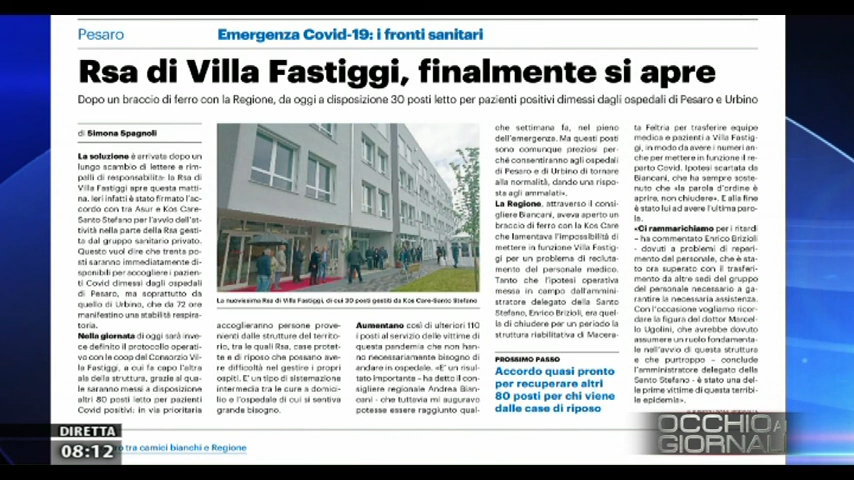 Pesaro
Emergenza Covid-19: i fronti sanitari
Rsa di Villa Fastiggi, finalmente si apre
Dopo un braccio di ferro con la Regione, da oggi a disposizione 30 posti letto per pazienti positivi dimessi dagli ospedali di Pesaro e Urbino
di Simona Spagnoli
La soluzione è arrivata dopo un
lungo scambio di lettere e rim-
palli di responsabilità: la Rsa di
Villa Fastiggi apre questa matti-
na. Ieri infatti è stato firmato l'ac-
cordo con tra Asur e Kos Care-
Santo Stefano per l'avvio dell'at-
tività nella parte della Rsa gesti-
ta dal gruppo sanitario privato.
Questo vuol dire che trenta po-
sti saranno immediatamente di-
sponibili per accogliere i pazien-
ti Covid dimessi dagli ospedali
di Pesaro, ma soprattutto da
quello di Urbino, che da 72 ore
manifestino una stabilità respira-
toria.
Nella giornata di oggi sarà inve-
ce definito il protocollo operati-
vo con le coop del Consorzio Vil-
la Fastiggi, a cui fa capo l'altra
ala della struttura, grazie al qua-
le saranno messi a disposizione
altri 80 posti letto per pazienti
Covid positivi: in via prioritaria
La nuovissima Rsa di Villa Fastiggi, di cui 30 posti gestiti da Kos Care-Santo Stefano
accoglieranno persone prove-
nienti dalle strutture del territo-
rio, tra le quali Rsa, case protet-
te e di riposo che possano ave-
re difficoltà nel gestire i propri
ospiti. E' un tipo di sistemazione
intermedia tra le cure a domici-
lio e l'ospedale di cui si sentiva
grande bisogno.
Aumentano così di ulteriori 110
i posti al servizio delle vittime di
questa pandemia che non han-
no necessariamente bisogno di
andare in ospedale. «E' un risul-
tato importante - ha detto il con-
sigliere regionale Andrea Bian-
cani - che tuttavia mi auguravo
potesse essere raggiunto qual-
che settimana fa, nel pieno
dell'emergenza. Ma questi posti
sono comunque preziosi per-
ché consentiranno agli ospedali
di Pesaro e di Urbino di tornare
alla normalità, dando una rispo-
sta agli ammalati».
La Regione, attraverso il consi-
gliere Biancani, aveva aperto un
braccio di ferro con la Kos Care
che lamentava l'impossibilità di
mettere in funzione Villa Fastig-
gi per un problema di recluta-
mento del personale medico.
Tanto che l'ipotesi operativa
messa in campo dall'ammini-
stratore delegato della Santo
Stefano, Enrico Brizioli, era quel-
la di chiudere per un periodo la
struttura riabilitativa di Macera-
PROSSIMO PASSO
Accordo quasi pronto
per recuperare altri
80 posti per chi viene
dalle case di riposo
ta Feltria per trasferire equipe
medica e pazienti a Villa Fastig-
gi, in modo da avere i numeri an-
che per mettere in funzione il re-
parto Covid. Ipotesi scartata da
Biancani, che ha sempre soste-
nuto che «la parola d'ordine è
aprire, non chiudere». E alla fine
è stato lui ad avere l'ultima paro-
la.
«Ci rammarichiamo per i ritardi
– ha commentato Enrico Brizioli
- dovuti a problemi di reperi-
mento del personale, che è sta-
to ora superato con il trasferi-
mento da altre sedi del gruppo
del personale necessario a ga-
rantire la necessaria assistenza.
Con l'occasione vogliamo ricor-
dare la figura del dottor Marcel-
lo Ugolini, che avrebbe dovuto
assumere un ruolo fondamenta-
le nell'avvio di questa struttura
e che purtroppo – conclude
l'amministratore delegato della
Santo Stefano - è stato una del-
le prime vittime di questa terribi-
le epidemia».
OCCHIO AI
GIORNALI
DIRETTA
08:12
tra camici bianchi e Regione